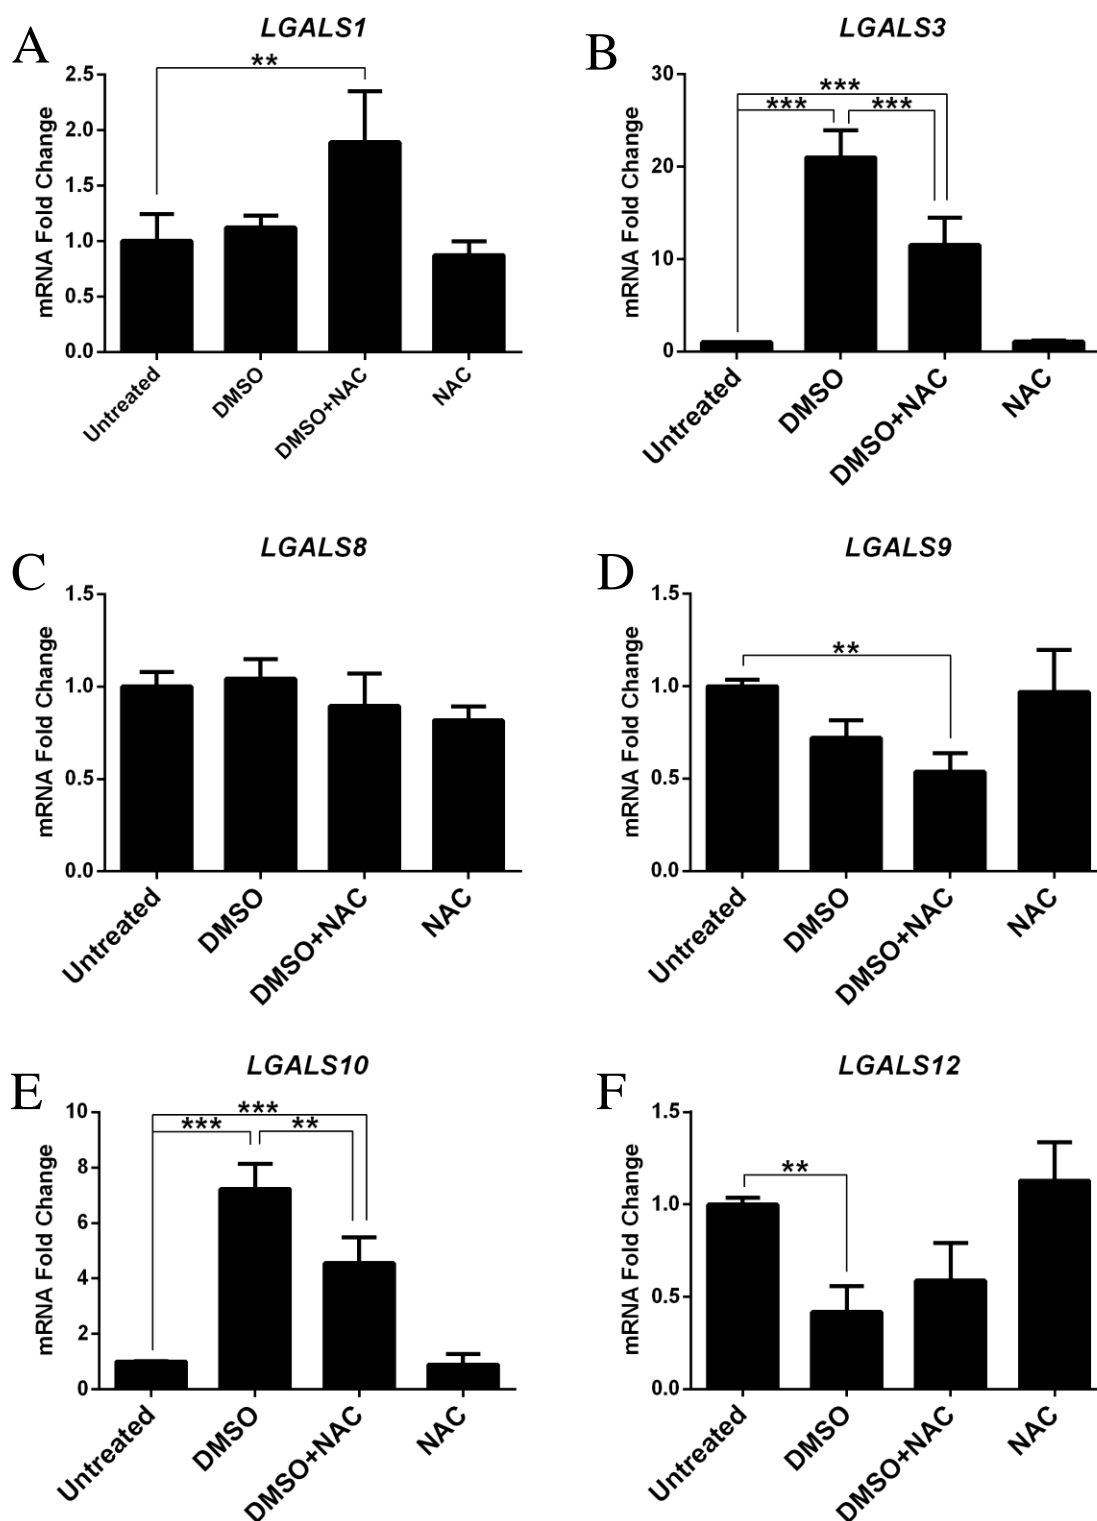 A
LGALS1
mRNA Fold Change
2.5
2.0
1.5
1.0
0.5
0.0
**
Untreated
DMSO
DMSO+NAC
NAC
B
LGALS3
mRNA Fold Change
30
20
10
0
***
*** ***
Untreated
DMSO
DMSO+NAC
NAC
C
LGALS8
mRNA Fold Change
1.5
1.0
0.5
0.0
Untreated
DMSO
DMSO+NAC
NAC
D
LGALS9
mRNA Fold Change
1.5
1.0
0.5
0.0
**
Untreated
DMSO
DMSO+NAC
NAC
E
LGALS10
mRNA Fold Change
10
8
6
4
2
0
***
*** **
Untreated
DMSO
DMSO+NAC
NAC
F
LGALS12
mRNA Fold Change
1.5
1.0
0.5
0.0
**
Untreated
DMSO
DMSO+NAC
NAC